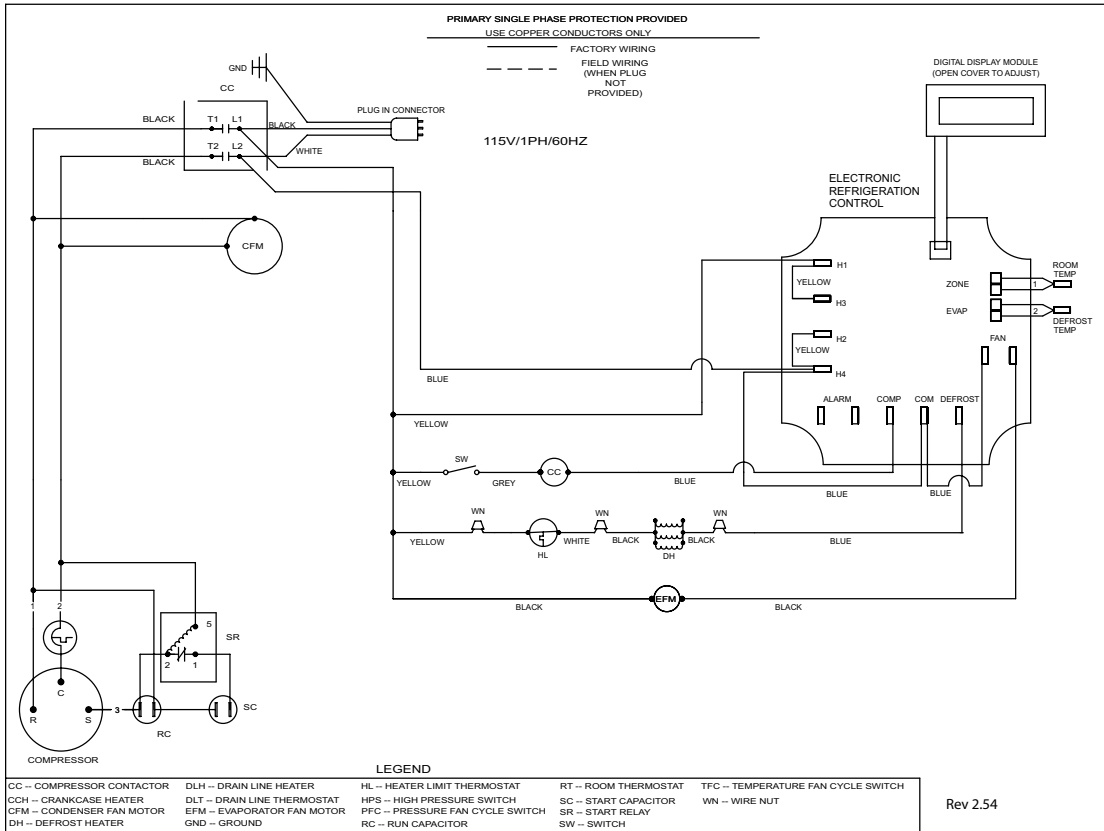 PRIMARY SINGLE PHASE PROTECTION PROVIDED
USE COPPER CONDUCTORS ONLY
FACTORY WIRING
FIELD WIRING
(WHEN PLUG
NOT
PROVIDED)
GND
CC
PLUG IN CONNECTOR
BLACK
T1
L1
BLACK
115V/1PH/60HZ
T2
L2
WHITE
BLACK
CFM
DIGITAL DISPLAY MODULE
(OPEN COVER TO ADJUST)
ELECTRONIC
REFRIGERATION
CONTROL
H1
YELLOW
H3
H2
YELLOW
H4
ZONE
1
ROOM
TEMP
EVAP
2
DEFROST
TEMP
FAN
BLUE
ALARM
COMP
COM
DEFROST
YELLOW
SW
YELLOW
GREY
CC
BLUE
BLUE
BLUE
WN
WN
WN
YELLOW
HL
WHITE
BLACK
DH
BLACK
BLUE
BLACK
EFM
BLACK
1
2
5
SR
2
1
C
R
S
3
RC
SC
COMPRESSOR
LEGEND
CC -- COMPRESSOR CONTACTOR DLH -- DRAIN LINE HEATER HL -- HEATER LIMIT THERMOSTAT RT -- ROOM THERMOSTAT TFC -- TEMPERATURE FAN CYCLE SWITCH
CCH -- CRANKCASE HEATER DLT -- DRAIN LINE THERMOSTAT HPS -- HIGH PRESSURE SWITCH SC -- START CAPACITOR WN -- WIRE NUT
CFM -- CONDENSER FAN MOTOR EFM -- EVAPORATOR FAN MOTOR PFC -- PRESSURE FAN CYCLE SWITCH SR -- START RELAY
DH -- DEFROST HEATER GND -- GROUND RC -- RUN CAPACITOR SW -- SWITCH
Rev 2.54